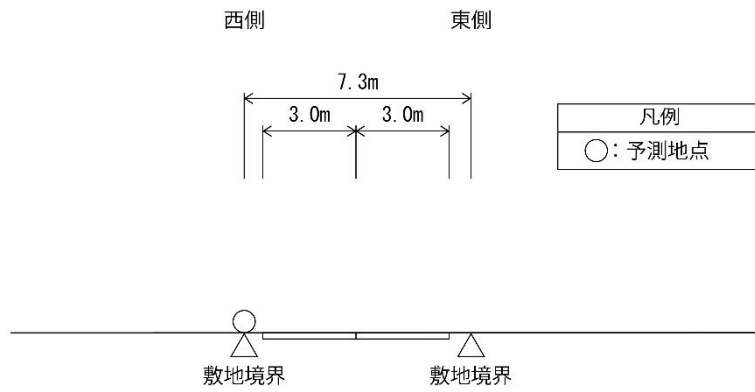 西側
東側
7.3m
3.0m
3.0m
凡例
○:予測地点
敷地境界
敷地境界